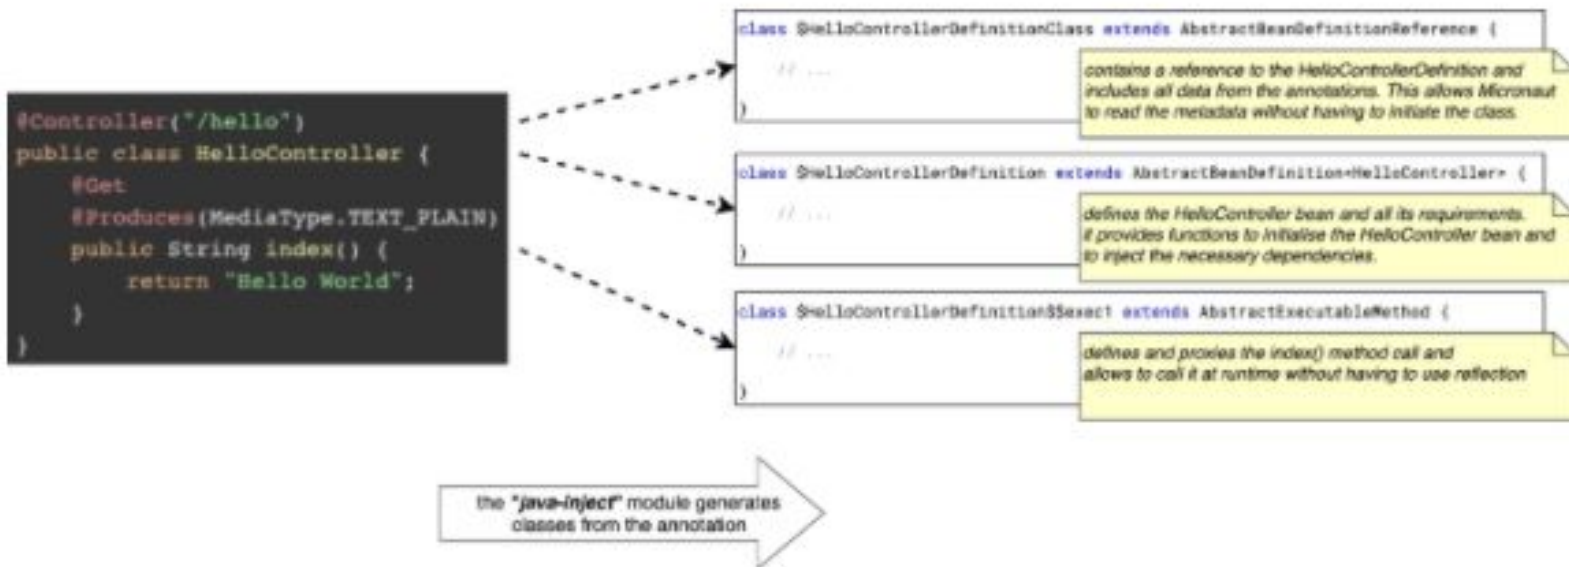 @Controller("/hello")
public class HelloController {
@Get
@Produces(MediaType.TEXT_PLAIN)
public String index() {
return "Hello World";
}
}
class $HelloControllerDefinitionClass extends AbstractBeanDefinitionReference {
// ...
}
contains a reference to the HelloControllerDefinition and
includes all data from the annotations. This allows Micronaut
to read the metadata without having to initiate the class.
class $HelloControllerDefinition extends AbstractBeanDefinition<HelloController> {
// ...
}
defines the HelloController bean and all its requirements.
it provides functions to initialise the HelloController bean and
to inject the necessary dependencies.
class $HelloControllerDefinition$$exec1 extends AbstractExecutableMethod {
// ...
}
defines and proxies the index() method call and
allows to call it at runtime without having to use reflection
the "java-inject" module generates
classes from the annotation